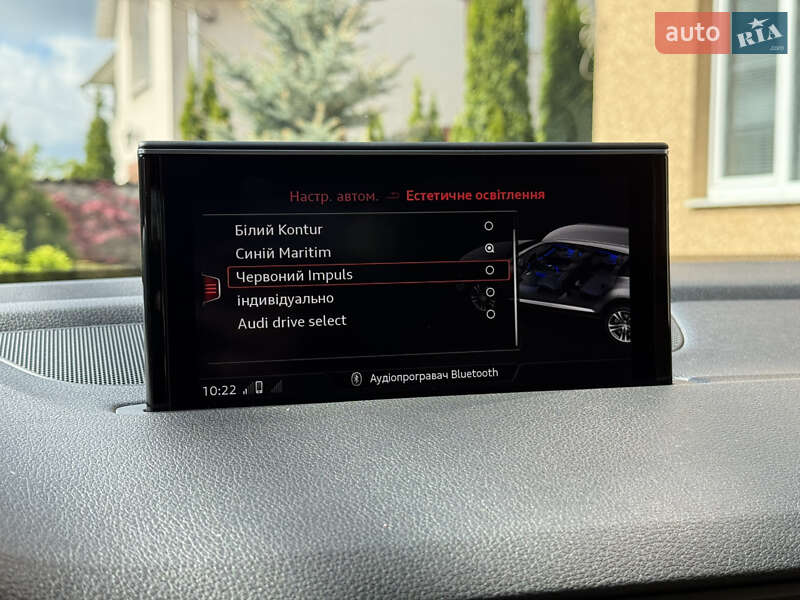 auto RIA .com
Настр. автом. Естетичне освітлення
Білий Kontur
Синій Maritim
Червоний Impuls
індивідуально
Audi drive select
10:22 Аудіопрогравач Bluetooth